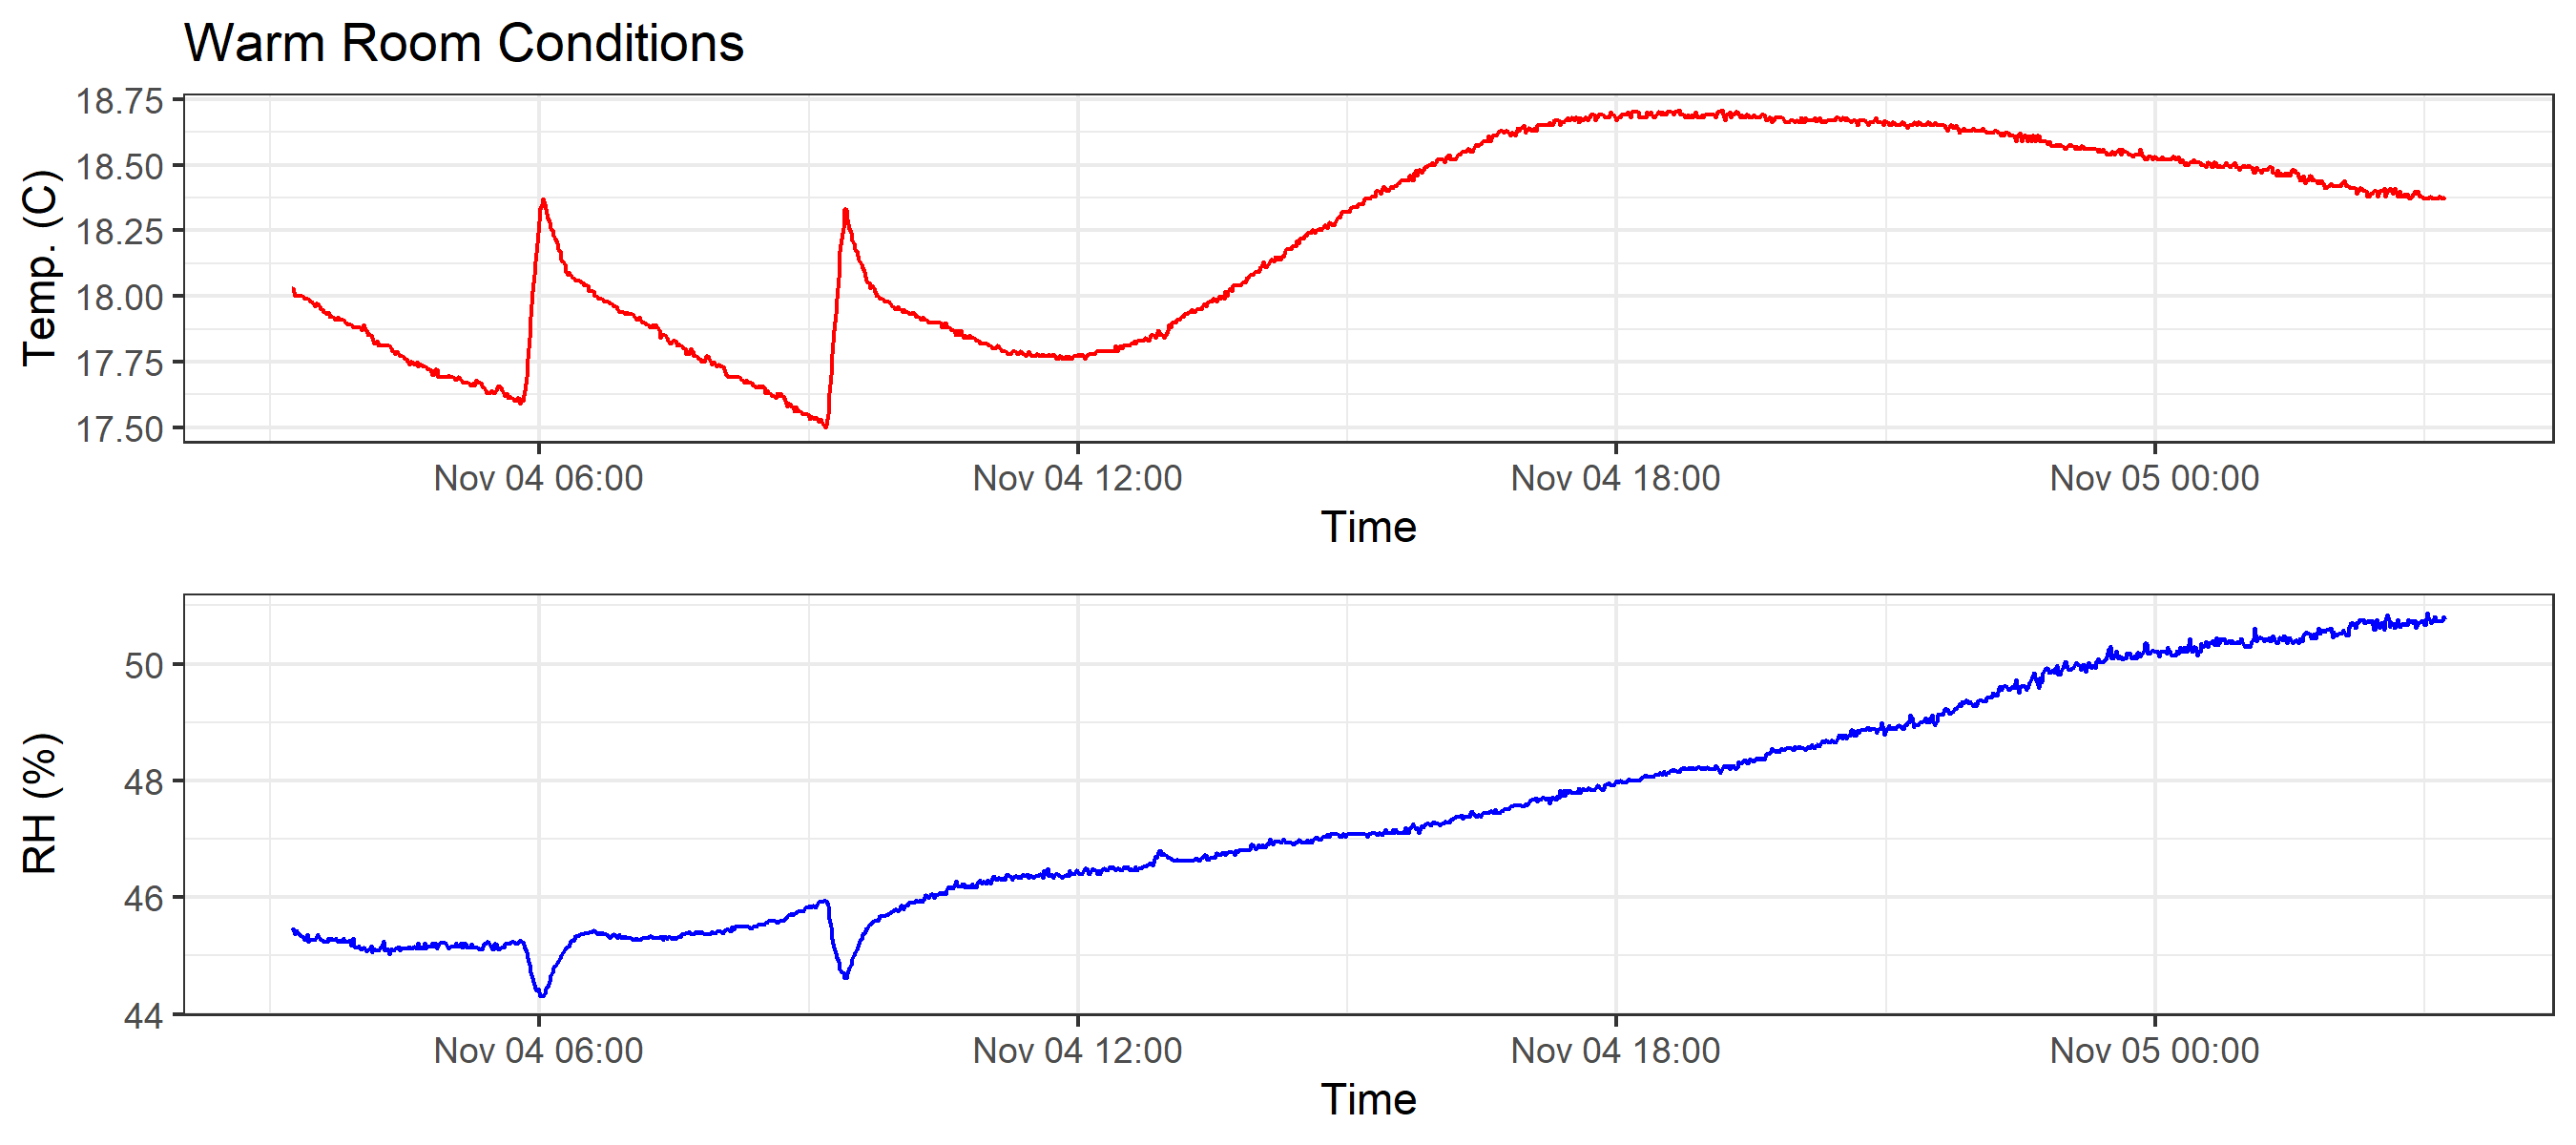 Warm Room Conditions
Temp. (C)
18.75
18.50
18.25
18.00
17.75
17.50
Nov 04 06:00 Nov 04 12:00 Nov 04 18:00 Nov 05 00:00
Time
RH (%)
50
48
46
44
Nov 04 06:00 Nov 04 12:00 Nov 04 18:00 Nov 05 00:00
Time